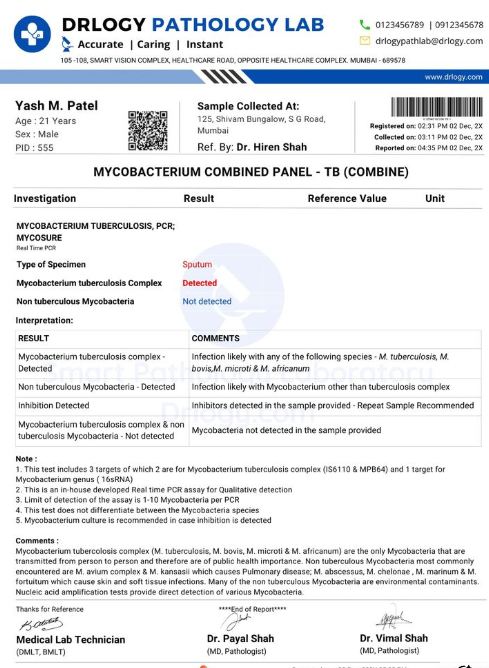 DRLOGY PATHOLOGY LAB
Accurate | Caring | Instant
0123456789 | 0912345678
drlogypathlab@drlogy.com
105 -108, SMART VISION COMPLEX, HEALTHCARE ROAD, OPPOSITE HEALTHCARE COMPLEX. MUMBAI - 689578
www.drlogy.com
Yash M. Patel
Age : 21 Years
Sex : Male
PID : 555
Sample Collected At:
125, Shivam Bungalow, S G Road,
Mumbai
Ref. By: Dr. Hiren Shah
Registered on: 02:31 PM 02 Dec, 2X
Collected on: 03:11 PM 02 Dec, 2X
Reported on: 04:35 PM 02 Dec, 2X
MYCOBACTERIUM COMBINED PANEL - TB (COMBINE)
Investigation Result Reference Value Unit
MYCOBACTERIUM TUBERCULOSIS, PCR;
MYCOSURE
Real Time PCR
Type of Specimen Sputum
Mycobacterium tuberculosis Complex Detected
Non tuberculous Mycobacteria Not detected
Interpretation:
RESULT COMMENTS
Mycobacterium tuberculosis complex -
Detected
Infection likely with any of the following species - M. tuberculosis, M.
bovis,M. microti & M. africanum
Non tuberculous Mycobacteria - Detected Infection likely with Mycobacterium other than tuberculosis complex
Inhibition Detected Inhibitors detected in the sample provided - Repeat Sample Recommended
Mycobacterium tuberculosis complex & non
tuberculosis Mycobacteria - Not detected
Mycobacteria not detected in the sample provided
Smart Pathology Laboratory
Drlogy.com
Note :
1. This test includes 3 targets of which 2 are for Mycobacterium tuberculosis complex (IS6110 & MPB64) and 1 target for
Mycobacterium genus ( 16sRNA)
2. This is an in-house developed Real time PCR assay for Qualitative detection
3. Limit of detection of the assay is 1-10 Mycobacteria per PCR
4. This test does not differentiate between the Mycobacteria species
5. Mycobacterium culture is recommended in case inhibition is detected
Comments :
Mycobacterium tubercolosis complex (M. tuberculosis, M. bovis, M. microti & M. africanum) are the only Mycobacteria that are
transmitted from person to person and therefore are of public health importance. Non tuberculous Mycobacteria most commonly
encountered are M. avium complex & M. kansasii which causes Pulmonary disease; M. abscessus, M. chelonae , M. marinum & M.
fortuitum which cause skin and soft tissue infections. Many of the non tuberculous Mycobacteria are environmental contaminants.
Nucleic acid amplification tests provide direct detection of various Mycobacteria.
Thanks for Reference ****End of Report****
Medical Lab Technician
(DMLT, BMLT)
Dr. Payal Shah
(MD, Pathologist)
Dr. Vimal Shah
(MD, Pathologist)